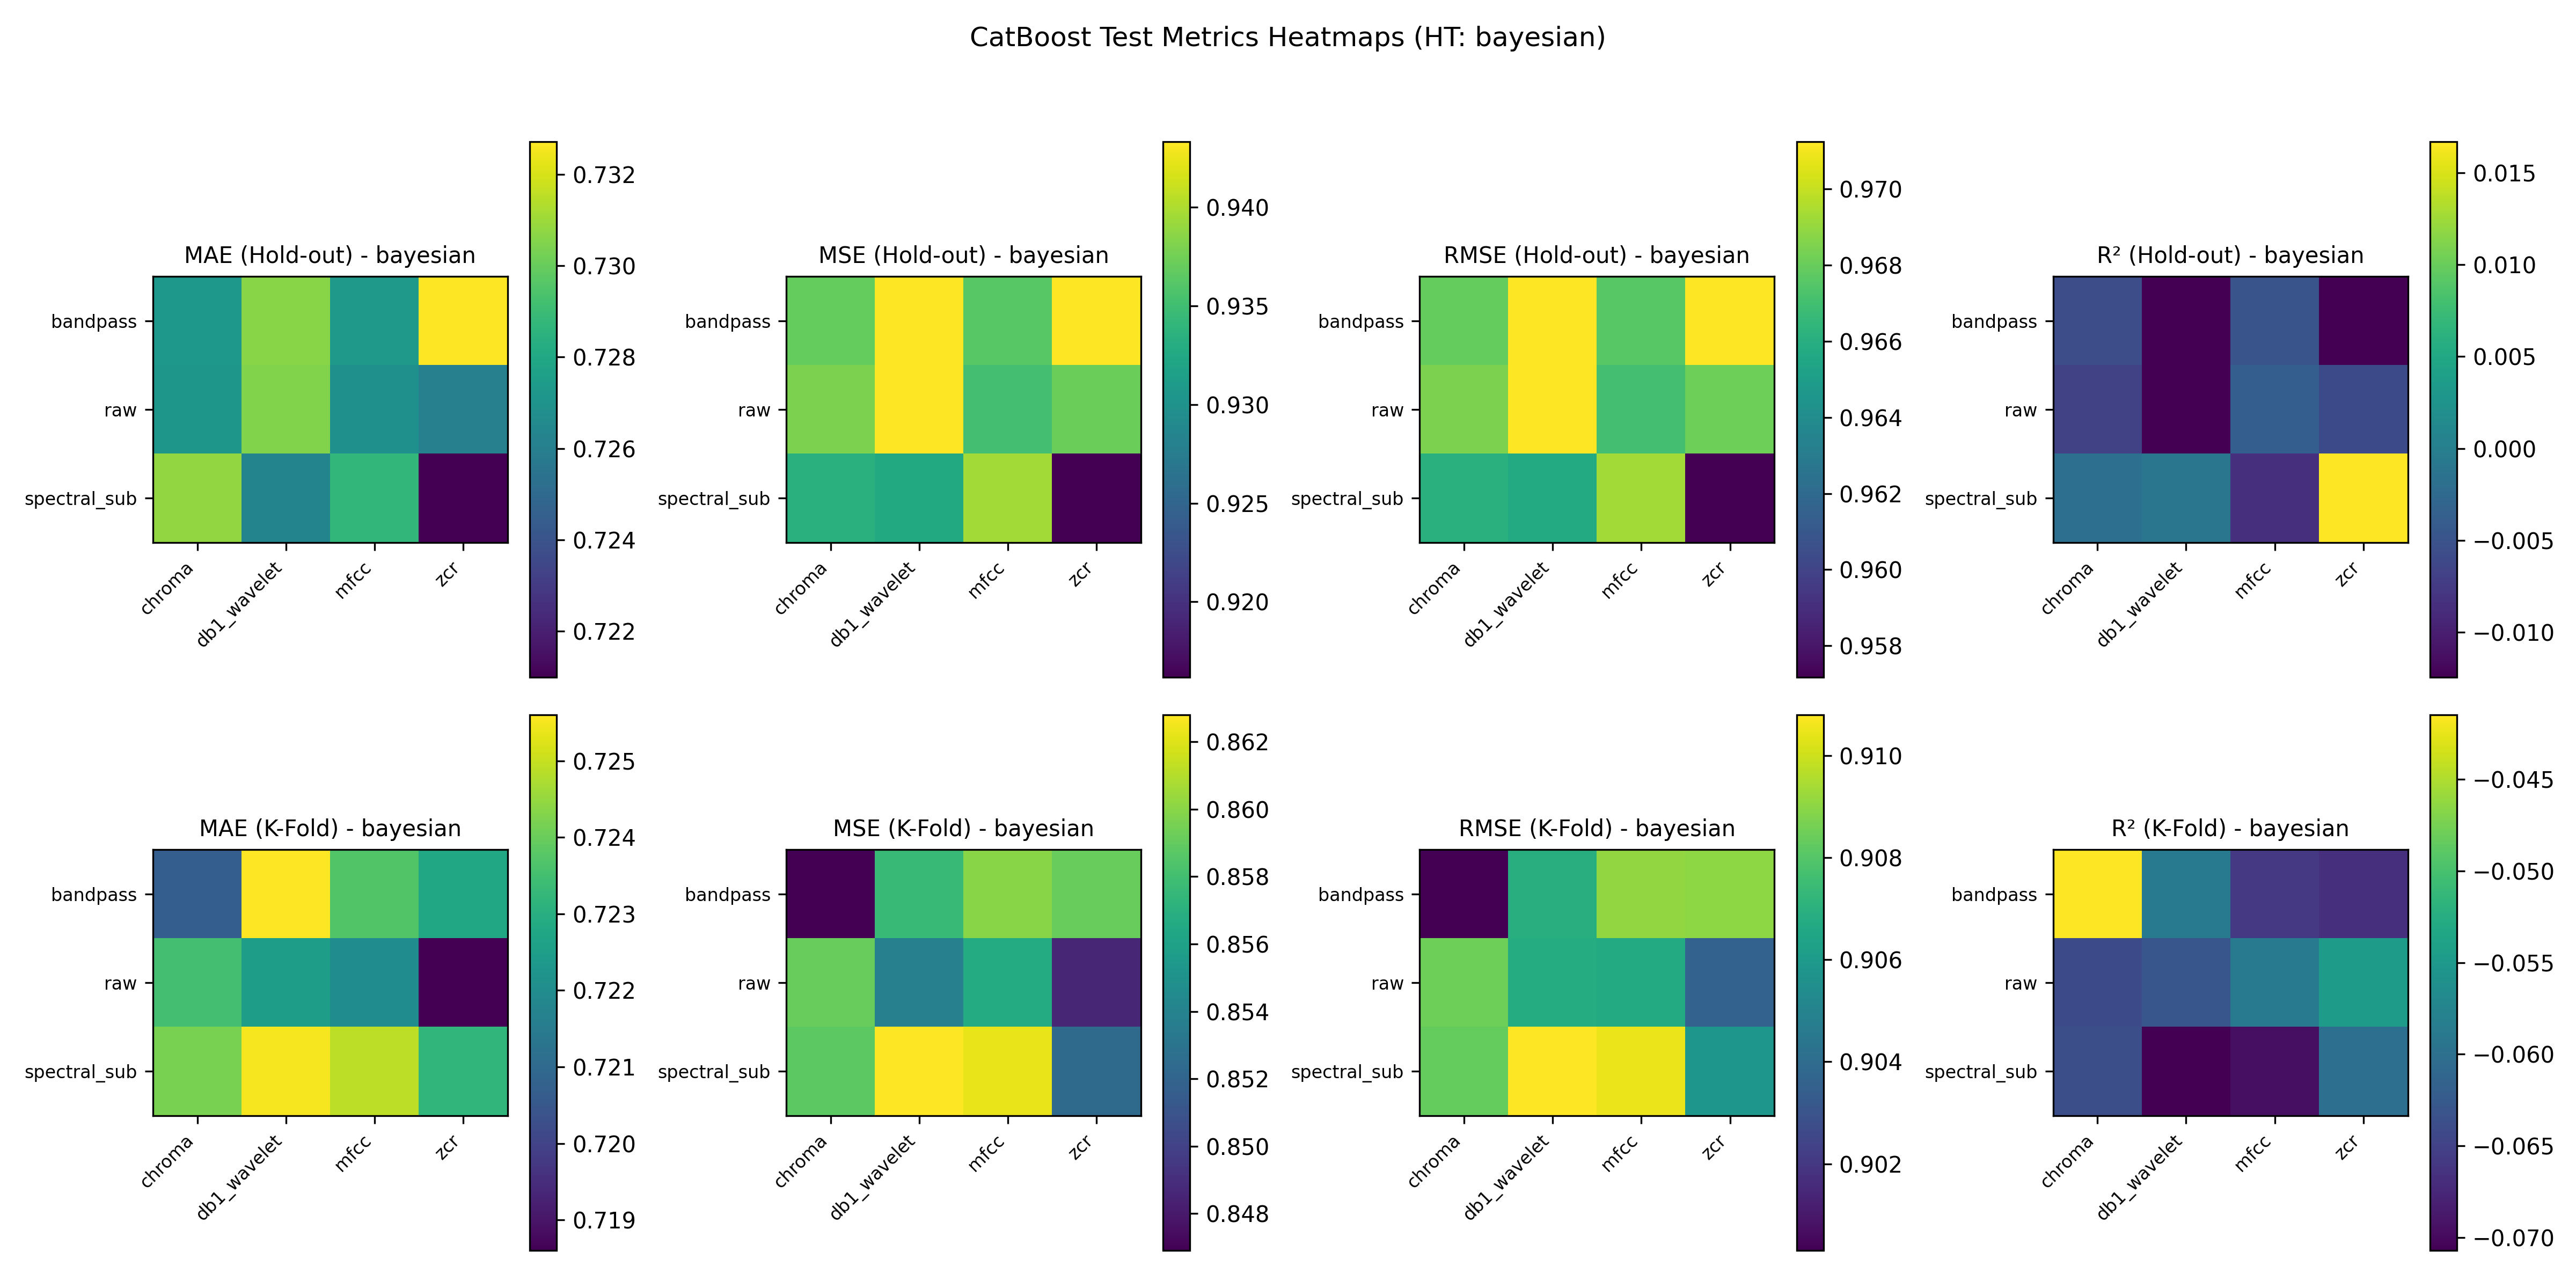 CatBoost Test Metrics Heatmaps (HT: bayesian)
MAE (Hold-out) - bayesian
bandpass
raw
spectral_sub
chroma
db1_wavelet
mfcc
zcr
0.732
0.730
0.728
0.726
0.724
0.722
MSE (Hold-out) - bayesian
bandpass
raw
spectral_sub
chroma
db1_wavelet
mfcc
zcr
0.940
0.935
0.930
0.925
0.920
RMSE (Hold-out) - bayesian
bandpass
raw
spectral_sub
chroma
db1_wavelet
mfcc
zcr
0.970
0.968
0.966
0.964
0.962
0.960
0.958
R² (Hold-out) - bayesian
bandpass
raw
spectral_sub
chroma
db1_wavelet
mfcc
zcr
0.015
0.010
0.005
0.000
−0.005
−0.010
MAE (K-Fold) - bayesian
bandpass
raw
spectral_sub
chroma
db1_wavelet
mfcc
zcr
0.725
0.724
0.723
0.722
0.721
0.720
0.719
MSE (K-Fold) - bayesian
bandpass
raw
spectral_sub
chroma
db1_wavelet
mfcc
zcr
0.862
0.860
0.858
0.856
0.854
0.852
0.850
0.848
RMSE (K-Fold) - bayesian
bandpass
raw
spectral_sub
chroma
db1_wavelet
mfcc
zcr
0.910
0.908
0.906
0.904
0.902
R² (K-Fold) - bayesian
bandpass
raw
spectral_sub
chroma
db1_wavelet
mfcc
zcr
−0.045
−0.050
−0.055
−0.060
−0.065
−0.070